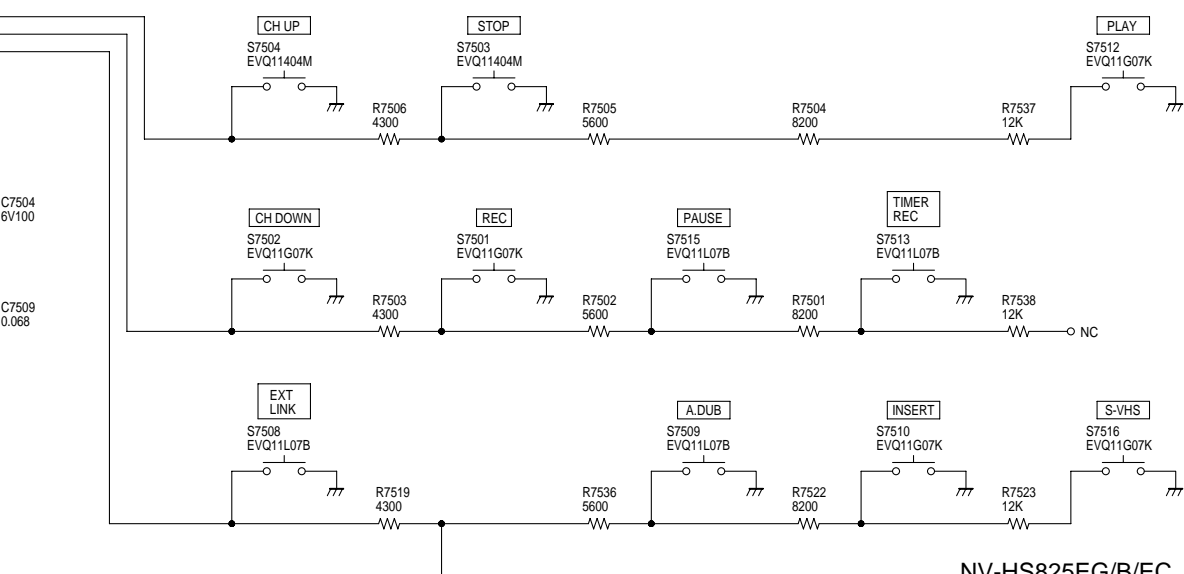 CH UP
S7504
EVQ11404M
STOP
S7503
EVQ11404M
PLAY
S7512
EVQ11G07K
R7506
4300
R7505
5600
R7504
8200
R7537
12K
C7504
6V100
CH DOWN
S7502
EVQ11G07K
REC
S7501
EVQ11G07K
PAUSE
S7515
EVQ11L07B
TIMER
REC
S7513
EVQ11L07B
C7509
0.068
R7503
4300
R7502
5600
R7501
8200
R7538
12K
NC
EXT
LINK
S7508
EVQ11L07B
A.DUB
S7509
EVQ11L07B
INSERT
S7510
EVQ11G07K
S-VHS
S7516
EVQ11G07K
R7519
4300
R7536
5600
R7522
8200
R7523
12K
NV-HS825EG/B/EC